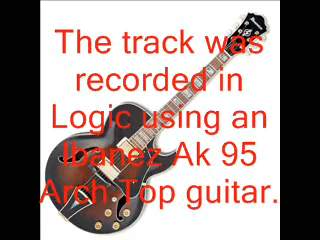 The track was
recorded in
Logic using an
Ibanez Ak 95
Arch Top guitar.